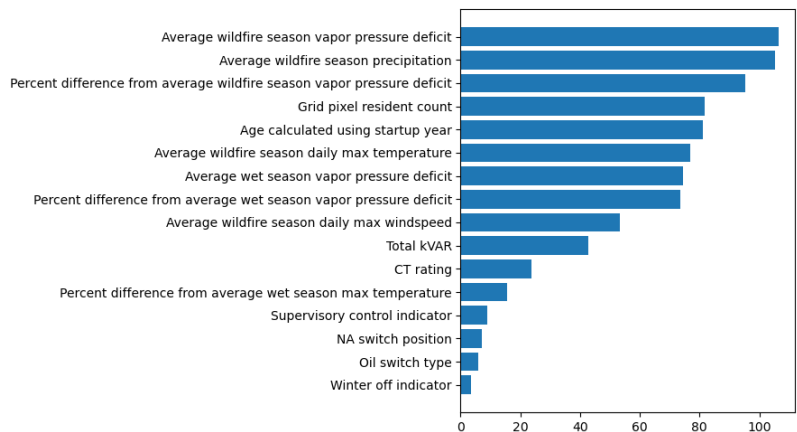 Average wildfire season vapor pressure deficit
Average wildfire season precipitation
Percent difference from average wildfire season vapor pressure deficit
Grid pixel resident count
Age calculated using startup year
Average wildfire season daily max temperature
Average wet season vapor pressure deficit
Percent difference from average wet season vapor pressure deficit
Average wildfire season daily max windspeed
Total kVAR
CT rating
Percent difference from average wet season max temperature
Supervisory control indicator
NA switch position
Oil switch type
Winter off indicator
0 20 40 60 80 100